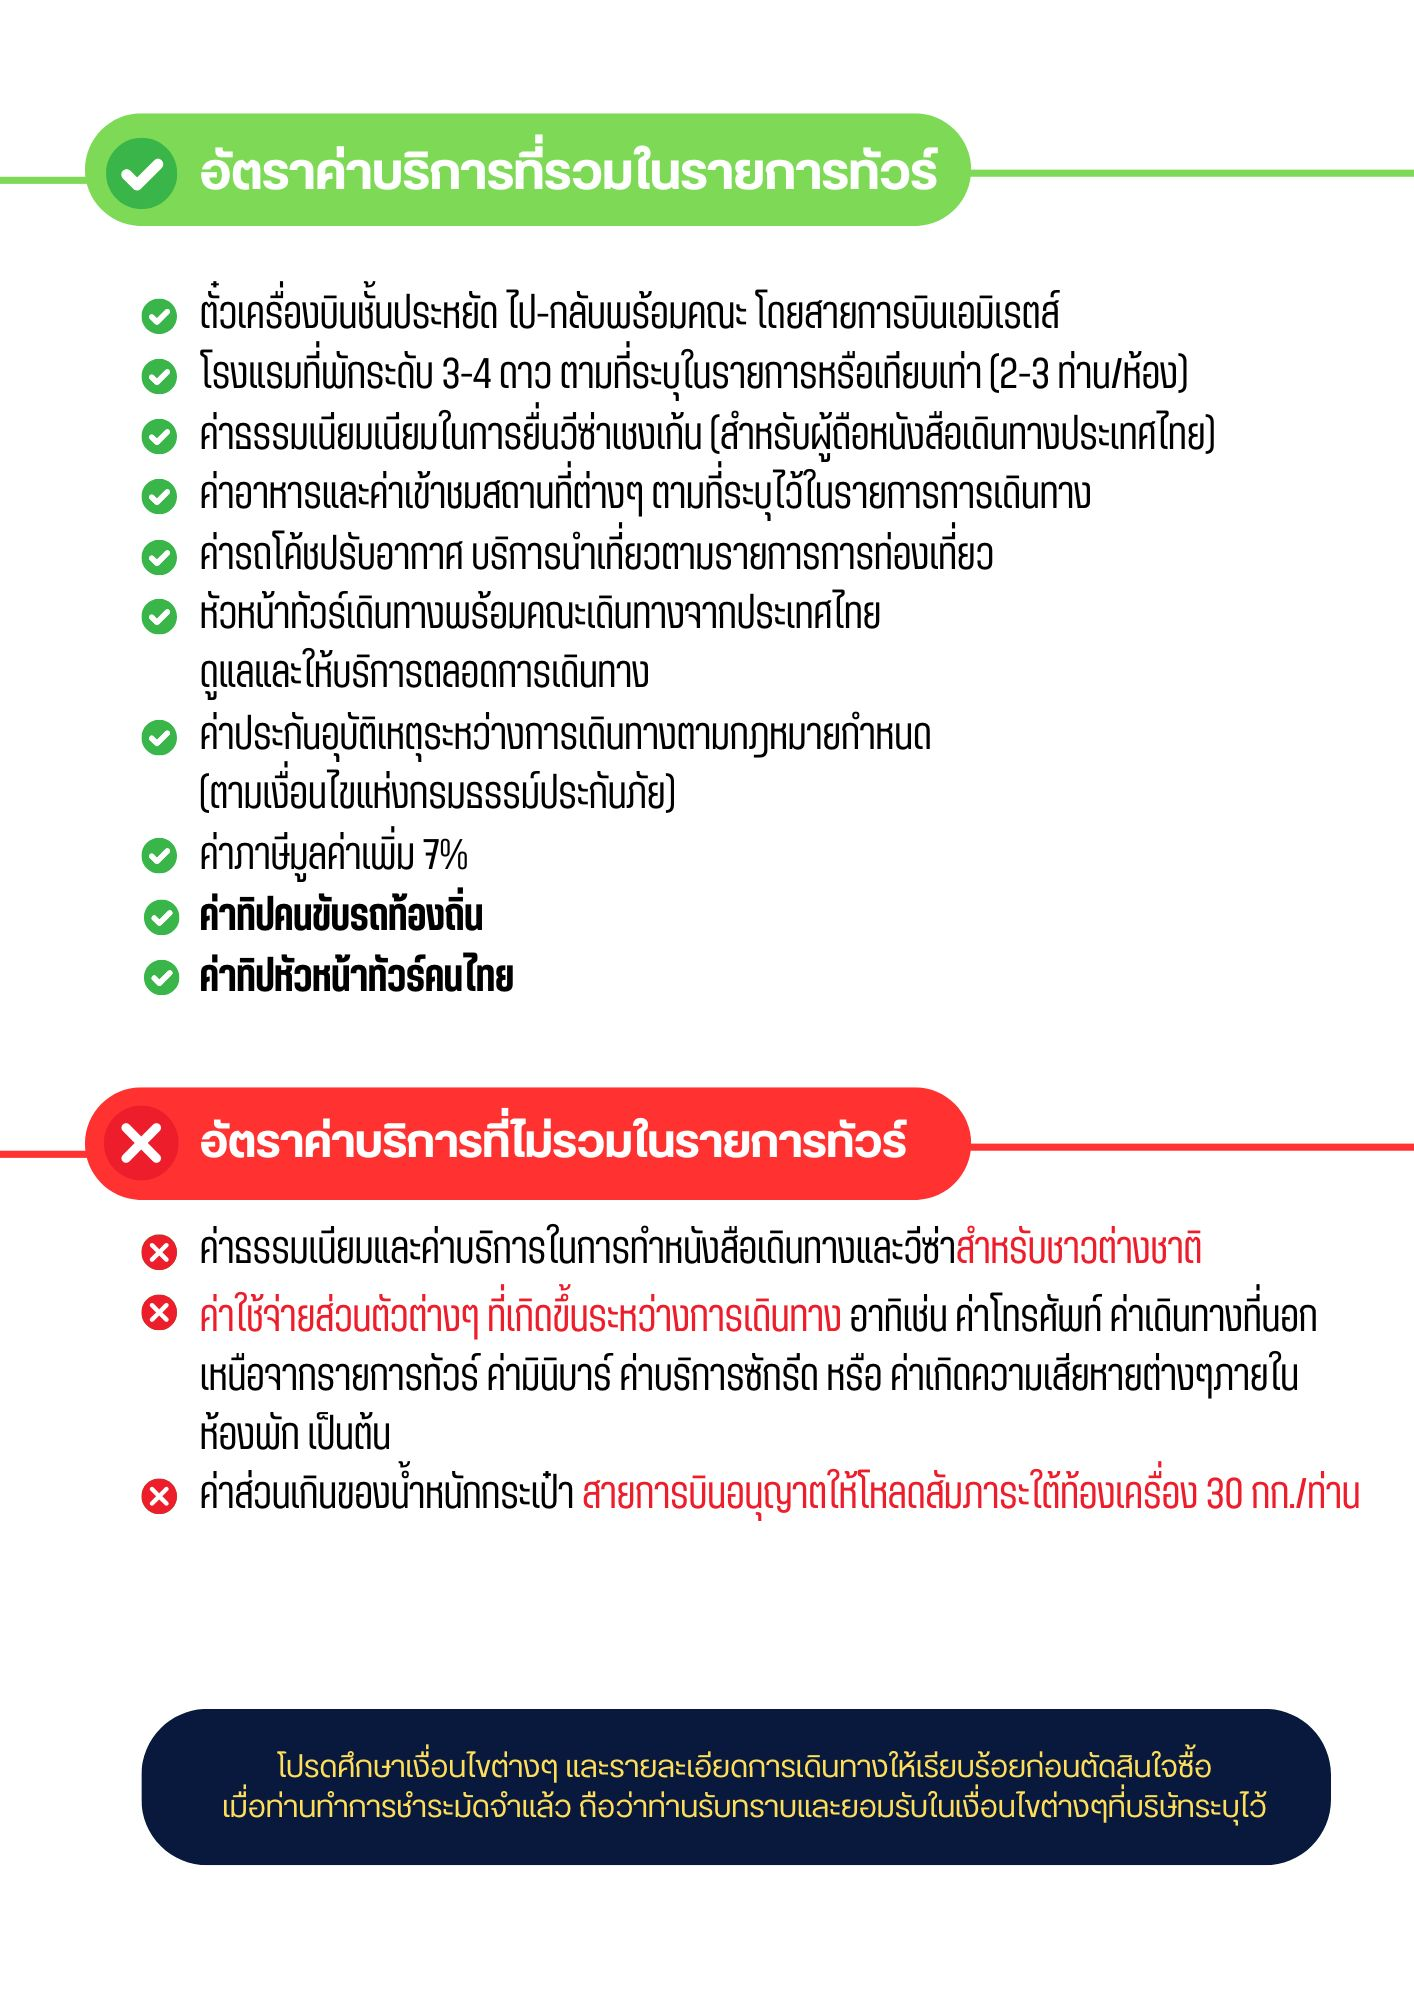 อัตราค่าบริการที่รวมในรายการทัวร์
ตั๋วเครื่องบินชั้นประหยัด ไป-กลับพร้อมคณะ โดยสายการบินเอมิเรตส์
โรงแรมที่พักระดับ 3-4 ดาว ตามที่ระบุในรายการหรือเทียบเท่า (2-3 ท่าน/ห้อง)
ค่าธรรมเนียมเนียมในการยื่นวีซ่าเชงเก้น (สำหรับผู้ถือหนังสือเดินทางประเทศไทย)
ค่าอาหารและค่าเข้าชมสถานที่ต่างๆ ตามที่ระบุไว้ในรายการการเดินทาง
ค่ารถโค้ชปรับอากาศ บริการนำเที่ยวตามรายการการท่องเที่ยว
หัวหน้าทัวร์เดินทางพร้อมคณะเดินทางจากประเทศไทย
ดูแลและให้บริการตลอดการเดินทาง
ค่าประกันอุบัติเหตุระหว่างการเดินทางตามกฎหมายกำหนด
(ตามเงื่อนไขแห่งกรมธรรม์ประกันภัย)
ค่าภาษีมูลค่าเพิ่ม 7%
ค่าทิปคนขับรถท้องถิ่น
ค่าทิปหัวหน้าทัวร์คนไทย
อัตราค่าบริการที่ไม่รวมในรายการทัวร์
ค่าธรรมเนียมและค่าบริการในการทำหนังสือเดินทางและวีซ่าสำหรับชาวต่างชาติ
ค่าใช้จ่ายส่วนตัวต่างๆ ที่เกิดขึ้นระหว่างการเดินทาง อาทิเช่น ค่าโทรศัพท์ ค่าเดินทางที่นอก
เหนือจากรายการทัวร์ ค่ามินิบาร์ ค่าบริการซักรีด หรือ ค่าเกิดความเสียหายต่างๆภายใน
ห้องพัก เป็นต้น
ค่าส่วนเกินของน้ำหนักกระเป๋า สายการบินอนุญาตให้โหลดสัมภาระใต้ท้องเครื่อง 30 กก./ท่าน
โปรดศึกษาเงื่อนไขต่างๆ และรายละเอียดการเดินทางให้เรียบร้อยก่อนตัดสินใจซื้อ
เมื่อท่านทำการชำระมัดจำแล้ว ถือว่าท่านรับทราบและยอมรับในเงื่อนไขต่างๆที่บริษัทระบุไว้